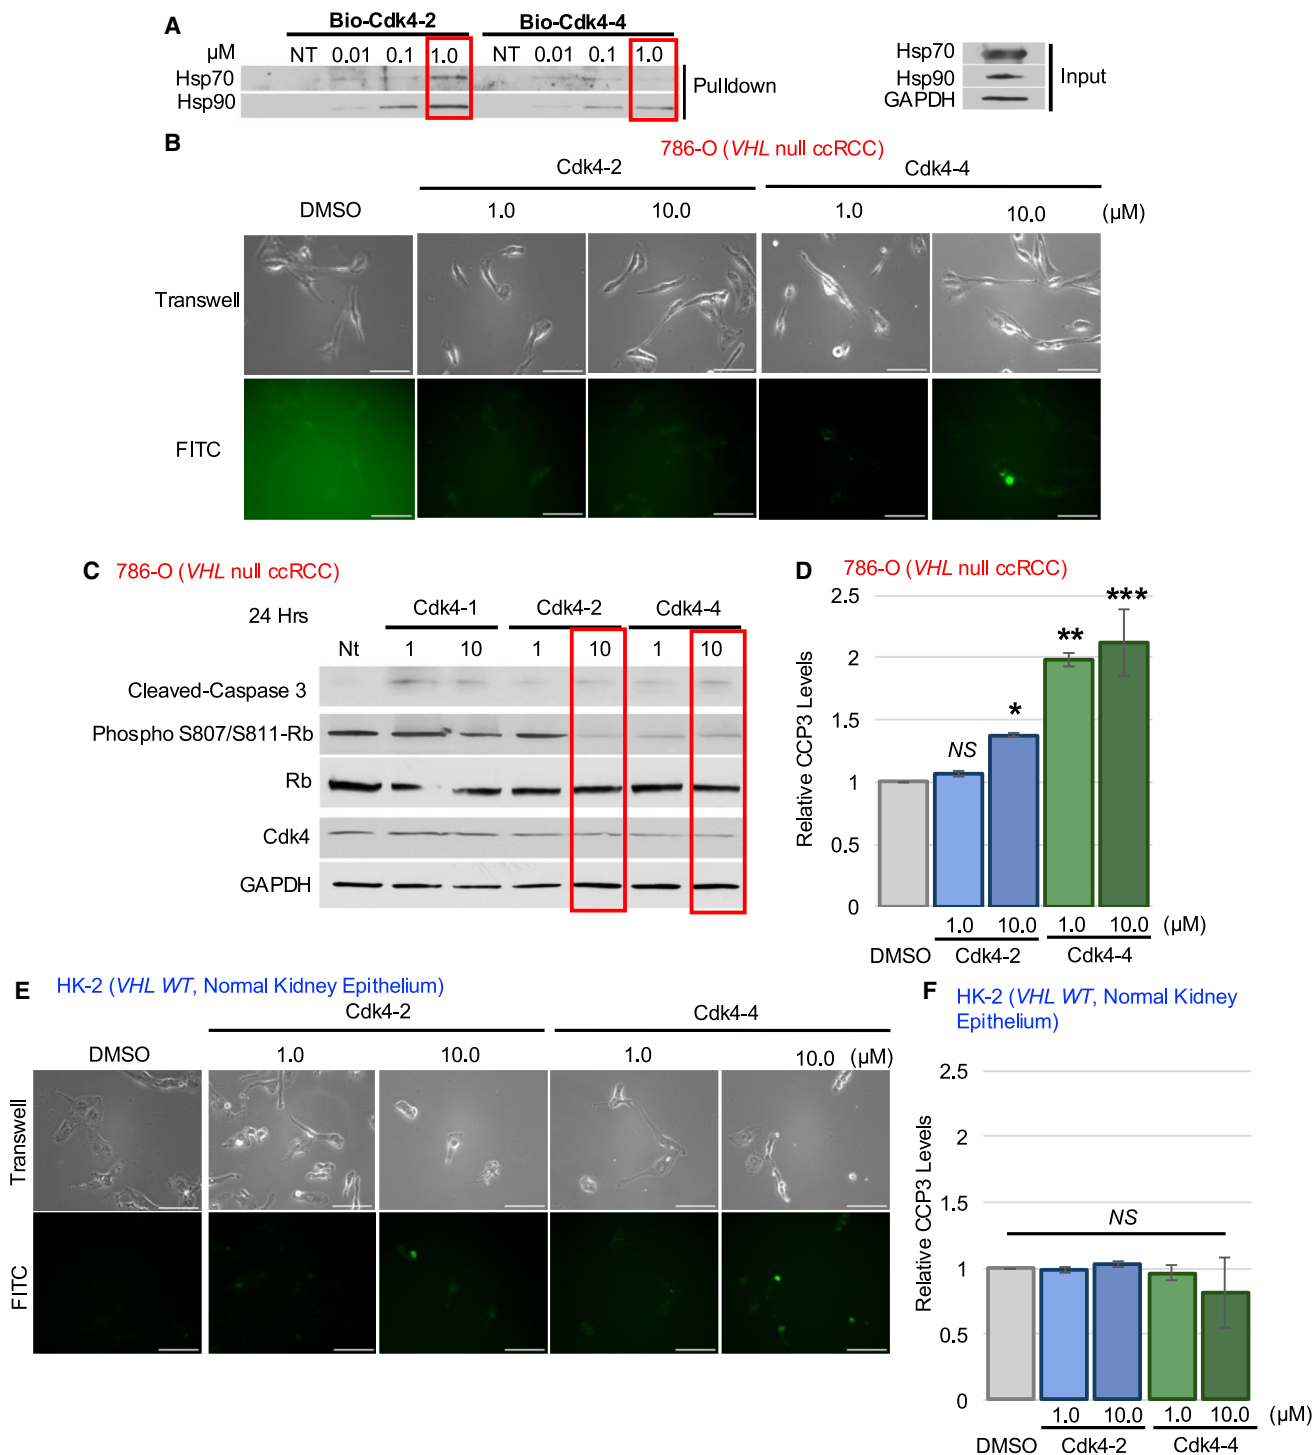 A
Bio-Cdk4-2 Bio-Cdk4-4
µM NT 0.01 0.1 1.0 NT 0.01 0.1 1.0
Hsp70
Hsp90
Pulldown
Hsp70
Hsp90
GAPDH
Input
B
786-O (VHL null ccRCC)
Cdk4-2 Cdk4-4
DMSO 1.0 10.0 1.0 10.0 (µM)
Transwell
FITC
C 786-O (VHL null ccRCC)
24 Hrs Cdk4-1 Cdk4-2 Cdk4-4
Nt 1 10 1 10 1 10
Cleaved-Caspase 3
Phospho S807/S811-Rb
Rb
Cdk4
GAPDH
D 786-O (VHL null ccRCC)
Relative CCP3 Levels
2.5
2
1.5
1
0.5
0
NS * ** ***
1.0 10.0 1.0 10.0 (µM)
DMSO Cdk4-2 Cdk4-4
E HK-2 (VHL WT, Normal Kidney Epithelium)
Cdk4-2 Cdk4-4
DMSO 1.0 10.0 1.0 10.0 (µM)
Transwell
FITC
F HK-2 (VHL WT, Normal Kidney
Epithelium)
Relative CCP3 Levels
2.5
2
1.5
1
0.5
0
NS
1.0 10.0 1.0 10.0 (µM)
DMSO Cdk4-2 Cdk4-4